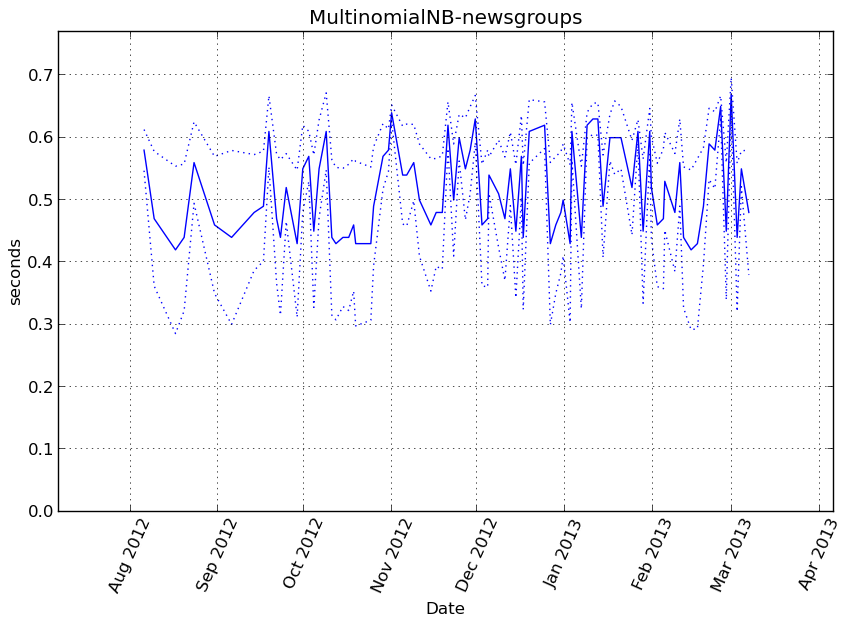 MultinomialNB-newsgroups
0.7
0.6
0.5
0.4
0.3
0.2
0.1
0.0
seconds
Aug 2012
Sep 2012
Oct 2012
Nov 2012
Dec 2012
Jan 2013
Feb 2013
Mar 2013
Apr 2013
Date